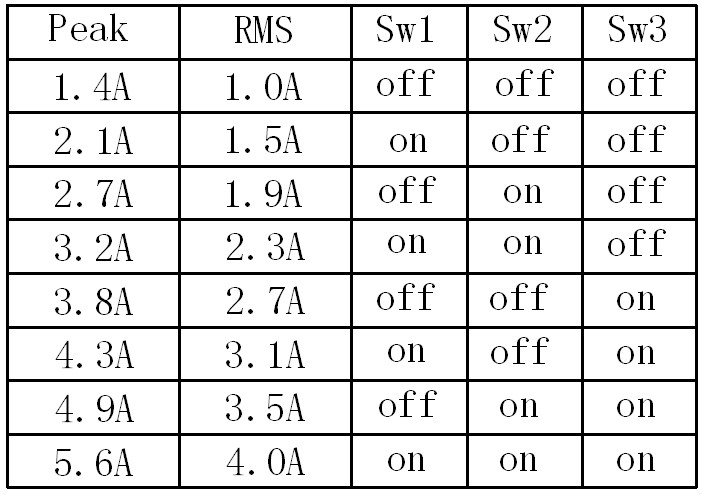 Peak RMS Sw1 Sw2 Sw3
1.4A 1.0A off off off
2.1A 1.5A on off off
2.7A 1.9A off on off
3.2A 2.3A on on off
3.8A 2.7A off off on
4.3A 3.1A on off on
4.9A 3.5A off on on
5.6A 4.0A on on on